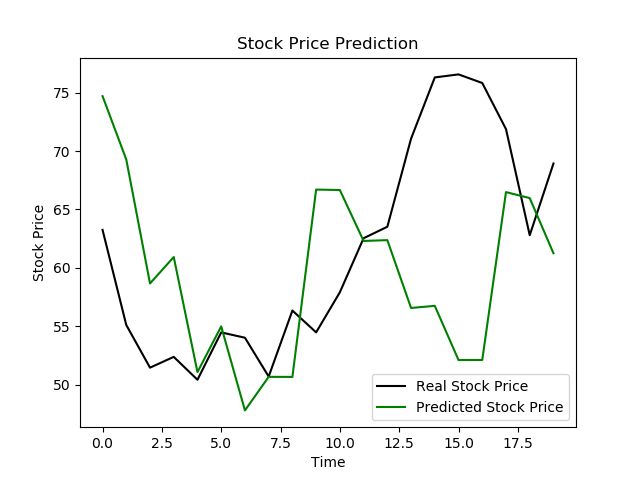 Stock Price Prediction
75
70
65
60
55
50
Stock Price
0.0 2.5 5.0 7.5 10.0 12.5 15.0 17.5
Time
Real Stock Price
Predicted Stock Price